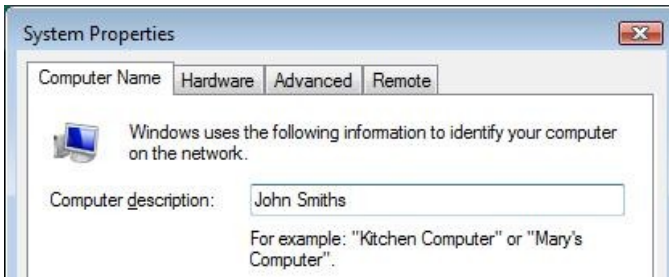 System Properties
Computer Name Hardware Advanced Remote
Windows uses the following information to identify your computer
on the network.
Computer description: John Smiths
For example: "Kitchen Computer" or "Mary's
Computer".